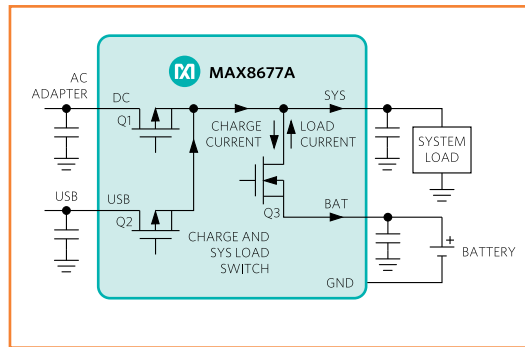 MAX8677A
AC
ADAPTER
DC
Q1
SYS
CHARGE
CURRENT
LOAD
CURRENT
SYSTEM
LOAD
USB
USB
Q2
Q3
BAT
CHARGE AND
SYS LOAD
SWITCH
+
BATTERY
GND